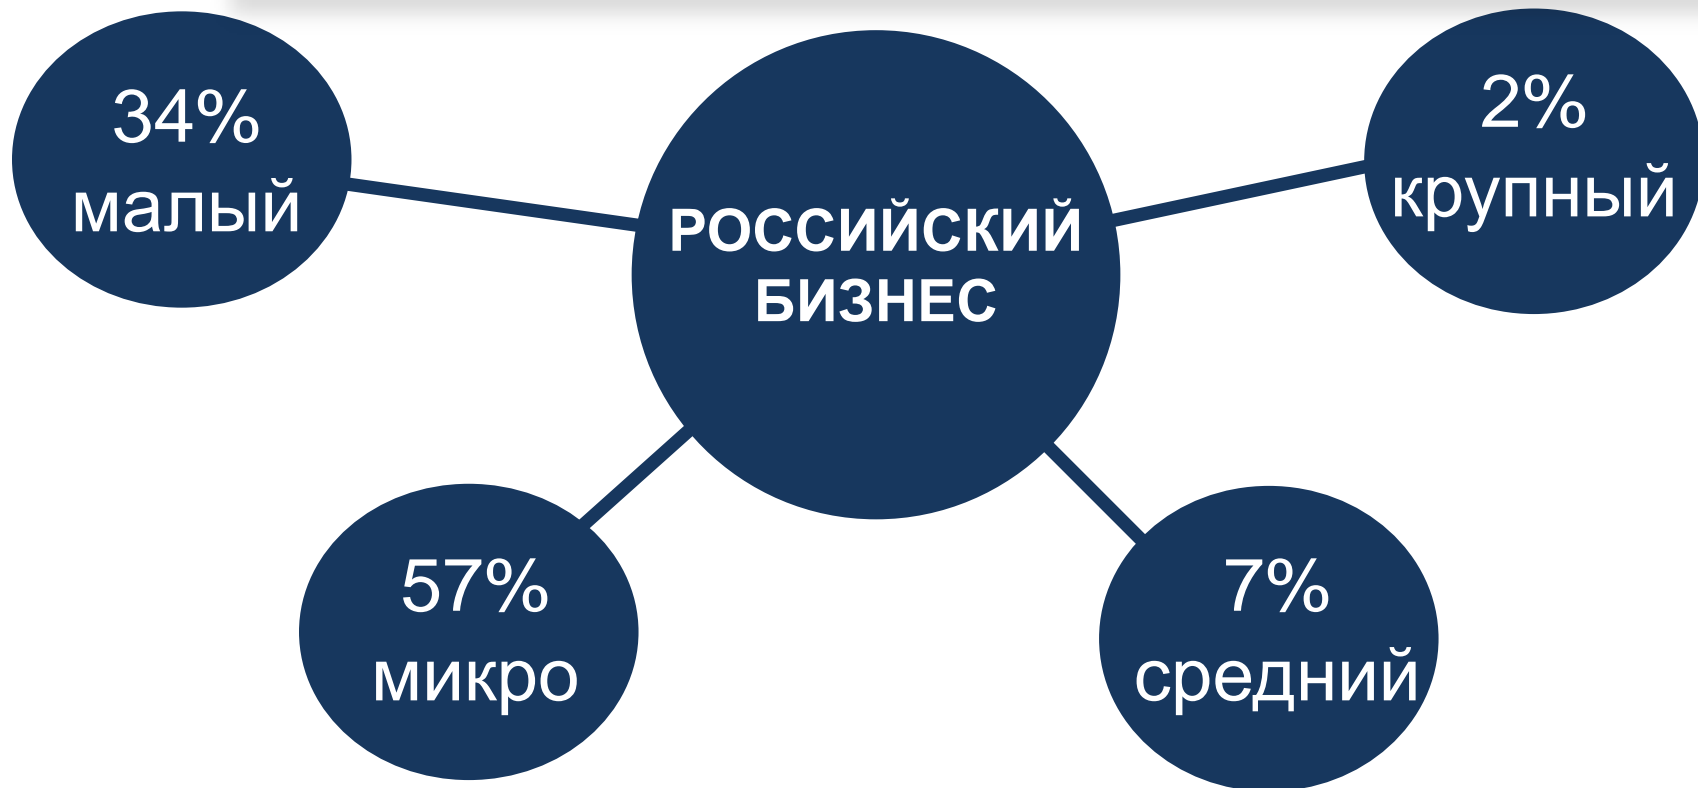 34%
малый
РОССИЙСКИЙ
БИЗНЕС
2%
крупный
57%
микро
7%
средний